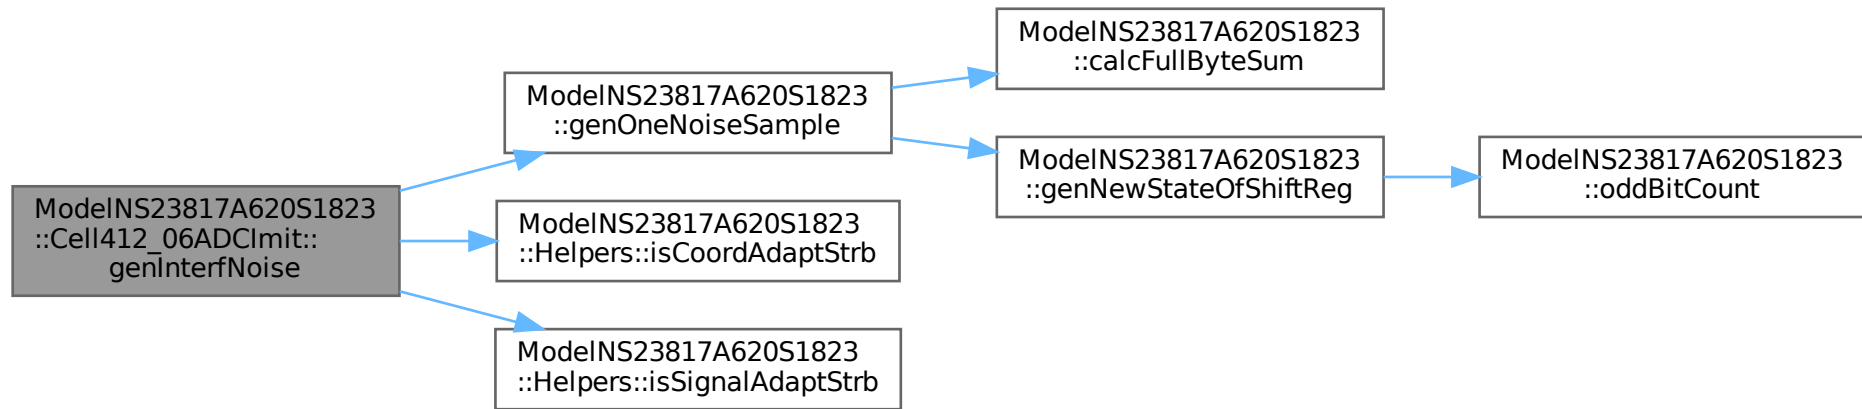 ModelNS23817A620S1823
::Cell412_06ADCImit::
genInterfNoise
ModelNS23817A620S1823
::genOneNoiseSample
ModelNS23817A620S1823
::calcFullByteSum
ModelNS23817A620S1823
::genNewStateOfShiftReg
ModelNS23817A620S1823
::oddBitCount
ModelNS23817A620S1823
::Helpers::isCoordAdaptStrb
ModelNS23817A620S1823
::Helpers::isSignalAdaptStrb